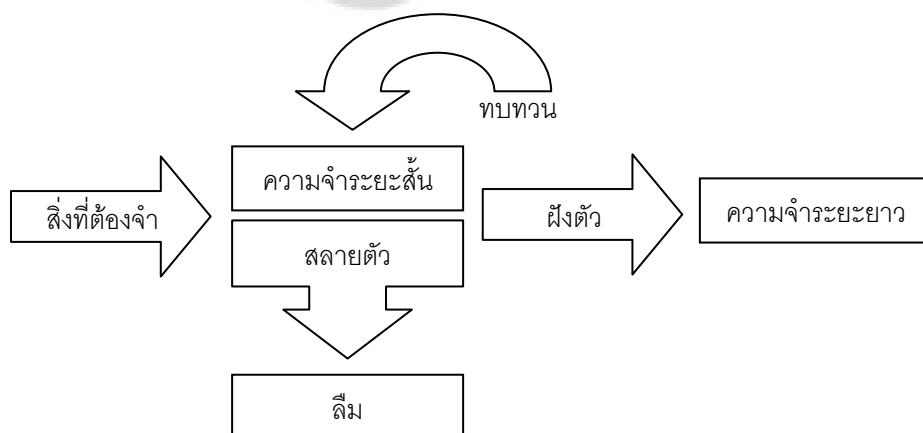 ทบทวน
ความจำระยะสั้น
สิ่งที่ต้องจำ
ฝังตัว
ความจำระยะยาว
สลายตัว
ลืม